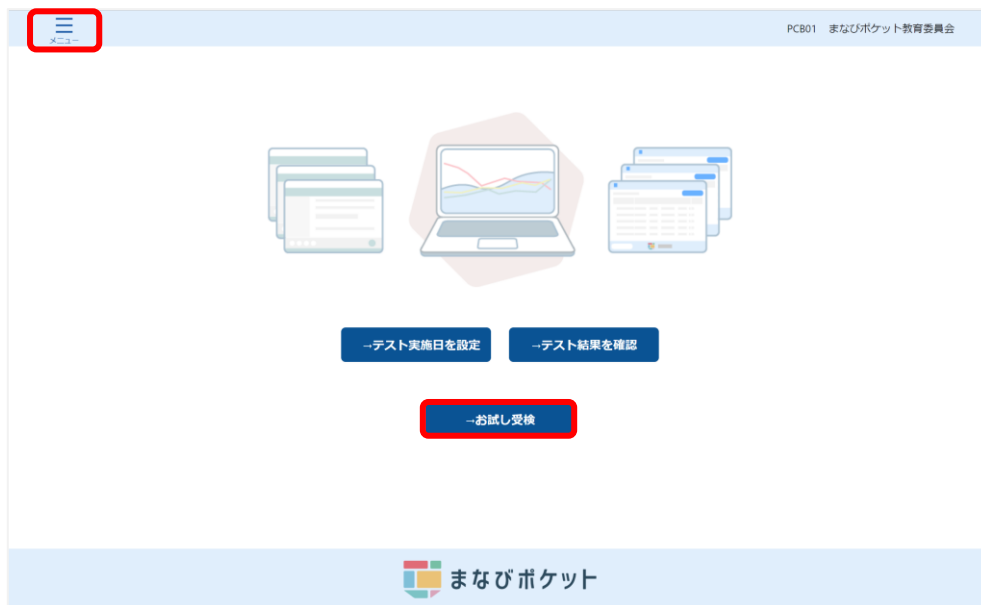 メニュー
PCB01 まなびポケット教育委員会
→テスト実施日を設定
→テスト結果を確認
→お試し受検
まなびポケット